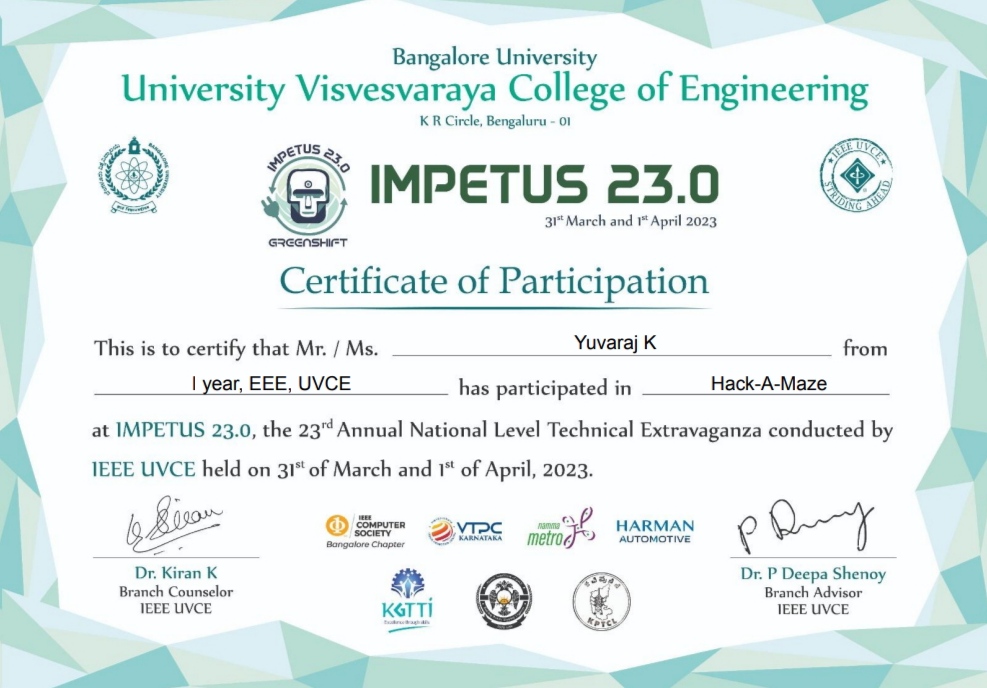 Bangalore University
University Visvesvaraya College of Engineering
K R Circle, Bengaluru - 01
IMPETUS 23.0
GREENSHIFT
IMPETUS 23.0
31st March and 1st April 2023
IEEE UVCE
STRIDING AHEAD
Certificate of Participation
This is to certify that Mr. / Ms. Yuvaraj K from
I year, EEE, UVCE has participated in Hack-A-Maze
at IMPETUS 23.0, the 23rd Annual National Level Technical Extravaganza conducted by
IEEE UVCE held on 31st of March and 1st of April, 2023.
IEEE
COMPUTER
SOCIETY
Bangalore Chapter
VTPC
KARNATAKA
namma
metro
HARMAN
AUTOMOTIVE
Dr. Kiran K
Branch Counselor
IEEE UVCE
KGTTI
Excellence through skills
KPTCL
Dr. P Deepa Shenoy
Branch Advisor
IEEE UVCE